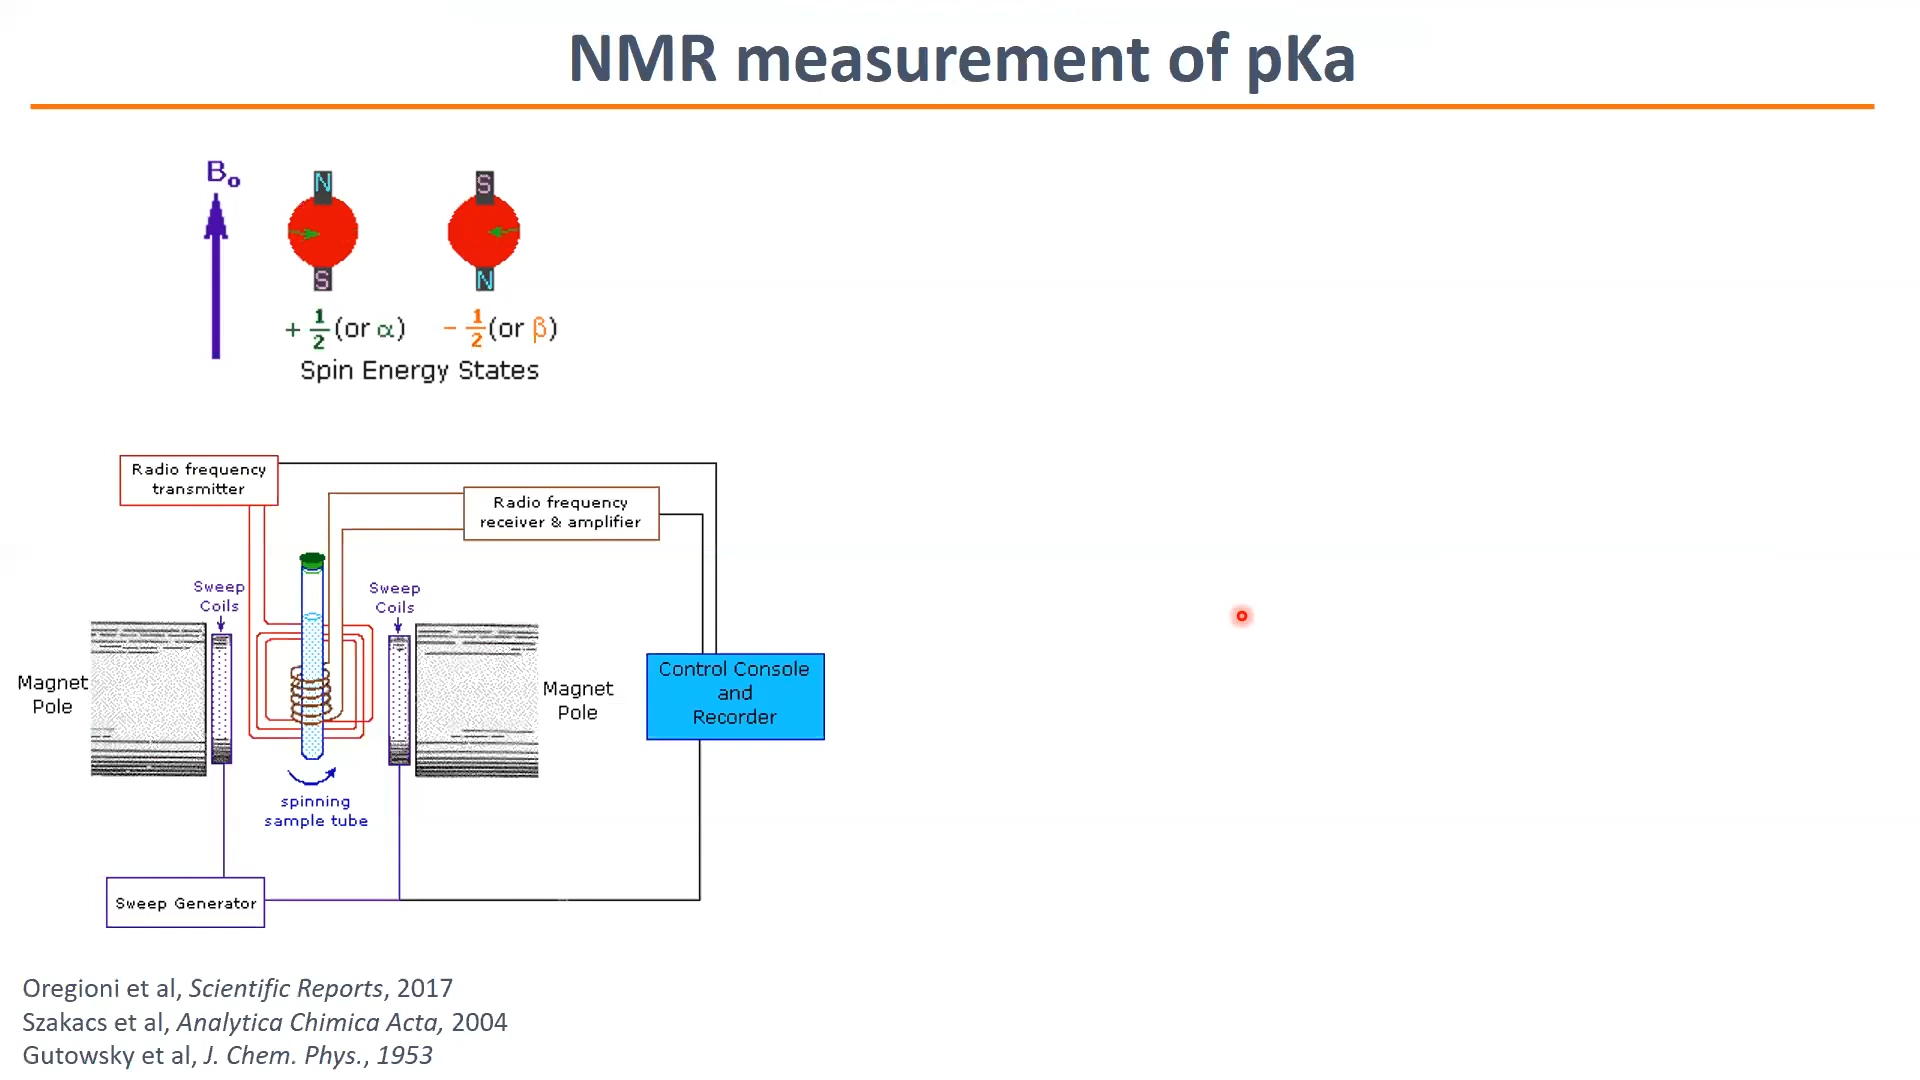 NMR measurement of pKa
Bo
N
S
S
N
+ 1/2 (or α)
- 1/2 (or β)
Spin Energy States
Radio frequency
transmitter
Radio frequency
receiver & amplifier
Sweep
Coils
Sweep
Coils
Magnet
Pole
Magnet
Pole
Control Console
and
Recorder
spinning
sample tube
Sweep Generator
Oregioni et al, Scientific Reports, 2017
Szakacs et al, Analytica Chimica Acta, 2004
Gutowsky et al, J. Chem. Phys., 1953